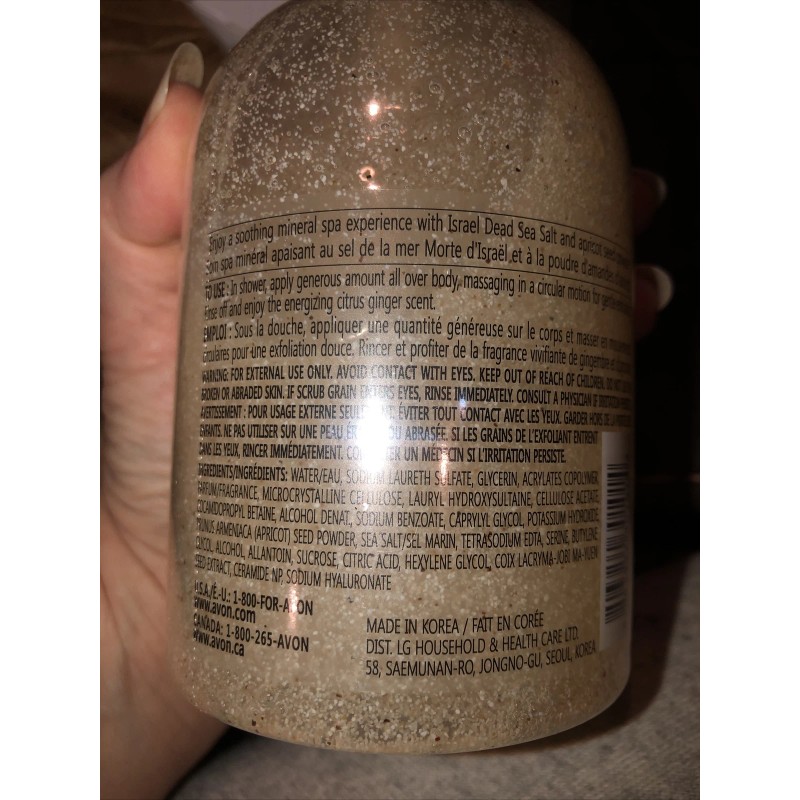 Enjoy a soothing mineral spa experience with Israel Dead Sea Salt and apricot seed
Soin spa minéral apaisant au sel de la mer Morte d'Israël et à la poudre d'amandes
TO USE : In shower, apply generous amount all over body, massaging in a circular motion for gentle
Rinse off and enjoy the energizing citrus ginger scent.
EMPLOI : Sous la douche, appliquer une quantité généreuse sur le corps et masser en
circulaires pour une exfoliation douce. Rincer et profiter de la fragrance vivifiante de gingembre et
WARNING: FOR EXTERNAL USE ONLY. AVOID CONTACT WITH EYES. KEEP OUT OF REACH OF CHILDREN. DO NOT USE
BROKEN OR ABRADED SKIN. IF SCRUB GRAIN ENTERS EYES, RINSE IMMEDIATELY. CONSULT A PHYSICIAN IF IRRITATION
AVERTISSEMENT : POUR USAGE EXTERNE SEULEMENT. ÉVITER TOUT CONTACT AVEC LES YEUX. GARDER HORS DE LA
ENFANTS. NE PAS UTILISER SUR UNE PEAU OU ABRASÉE. SI LES GRAINS DE L'EXFOLIANT ENTRENT
DANS LES YEUX, RINCER IMMÉDIATEMENT. CONSULTER UN MÉDECIN SI L'IRRITATION PERSISTE.
INGREDIENTS/INGRÉDIENTS: WATER/EAU, SODIUM LAURETH SULFATE, GLYCERIN, ACRYLATES COPOLYMER,
PARFUM/FRAGRANCE, MICROCRYSTALLINE CELLULOSE, LAURYL HYDROXYSULTAINE, CELLULOSE ACETATE,
COCAMIDOPROPYL BETAINE, ALCOHOL DENAT., SODIUM BENZOATE, CAPRYLYL GLYCOL, POTASSIUM HYDROXIDE,
PRUNUS ARMENIACA (APRICOT) SEED POWDER, SEA SALT/SEL MARIN, TETRASODIUM EDTA, SERINE, BUTYLENE
GLYCOL, ALCOHOL, ALLANTOIN, SUCROSE, CITRIC ACID, HEXYLENE GLYCOL, COIX LACRYMA-JOBI MA-YUEN
SEED EXTRACT, CERAMIDE NP, SODIUM HYALURONATE
U.S.A./É.-U.: 1-800-FOR-AVON
www.avon.com
CANADA: 1-800-265-AVON
www.avon.ca
MADE IN KOREA / FAIT EN CORÉE
DIST. LG HOUSEHOLD & HEALTH CARE LTD.
58, SAEMUNAN-RO, JONGNO-GU, SEOUL, KOREA